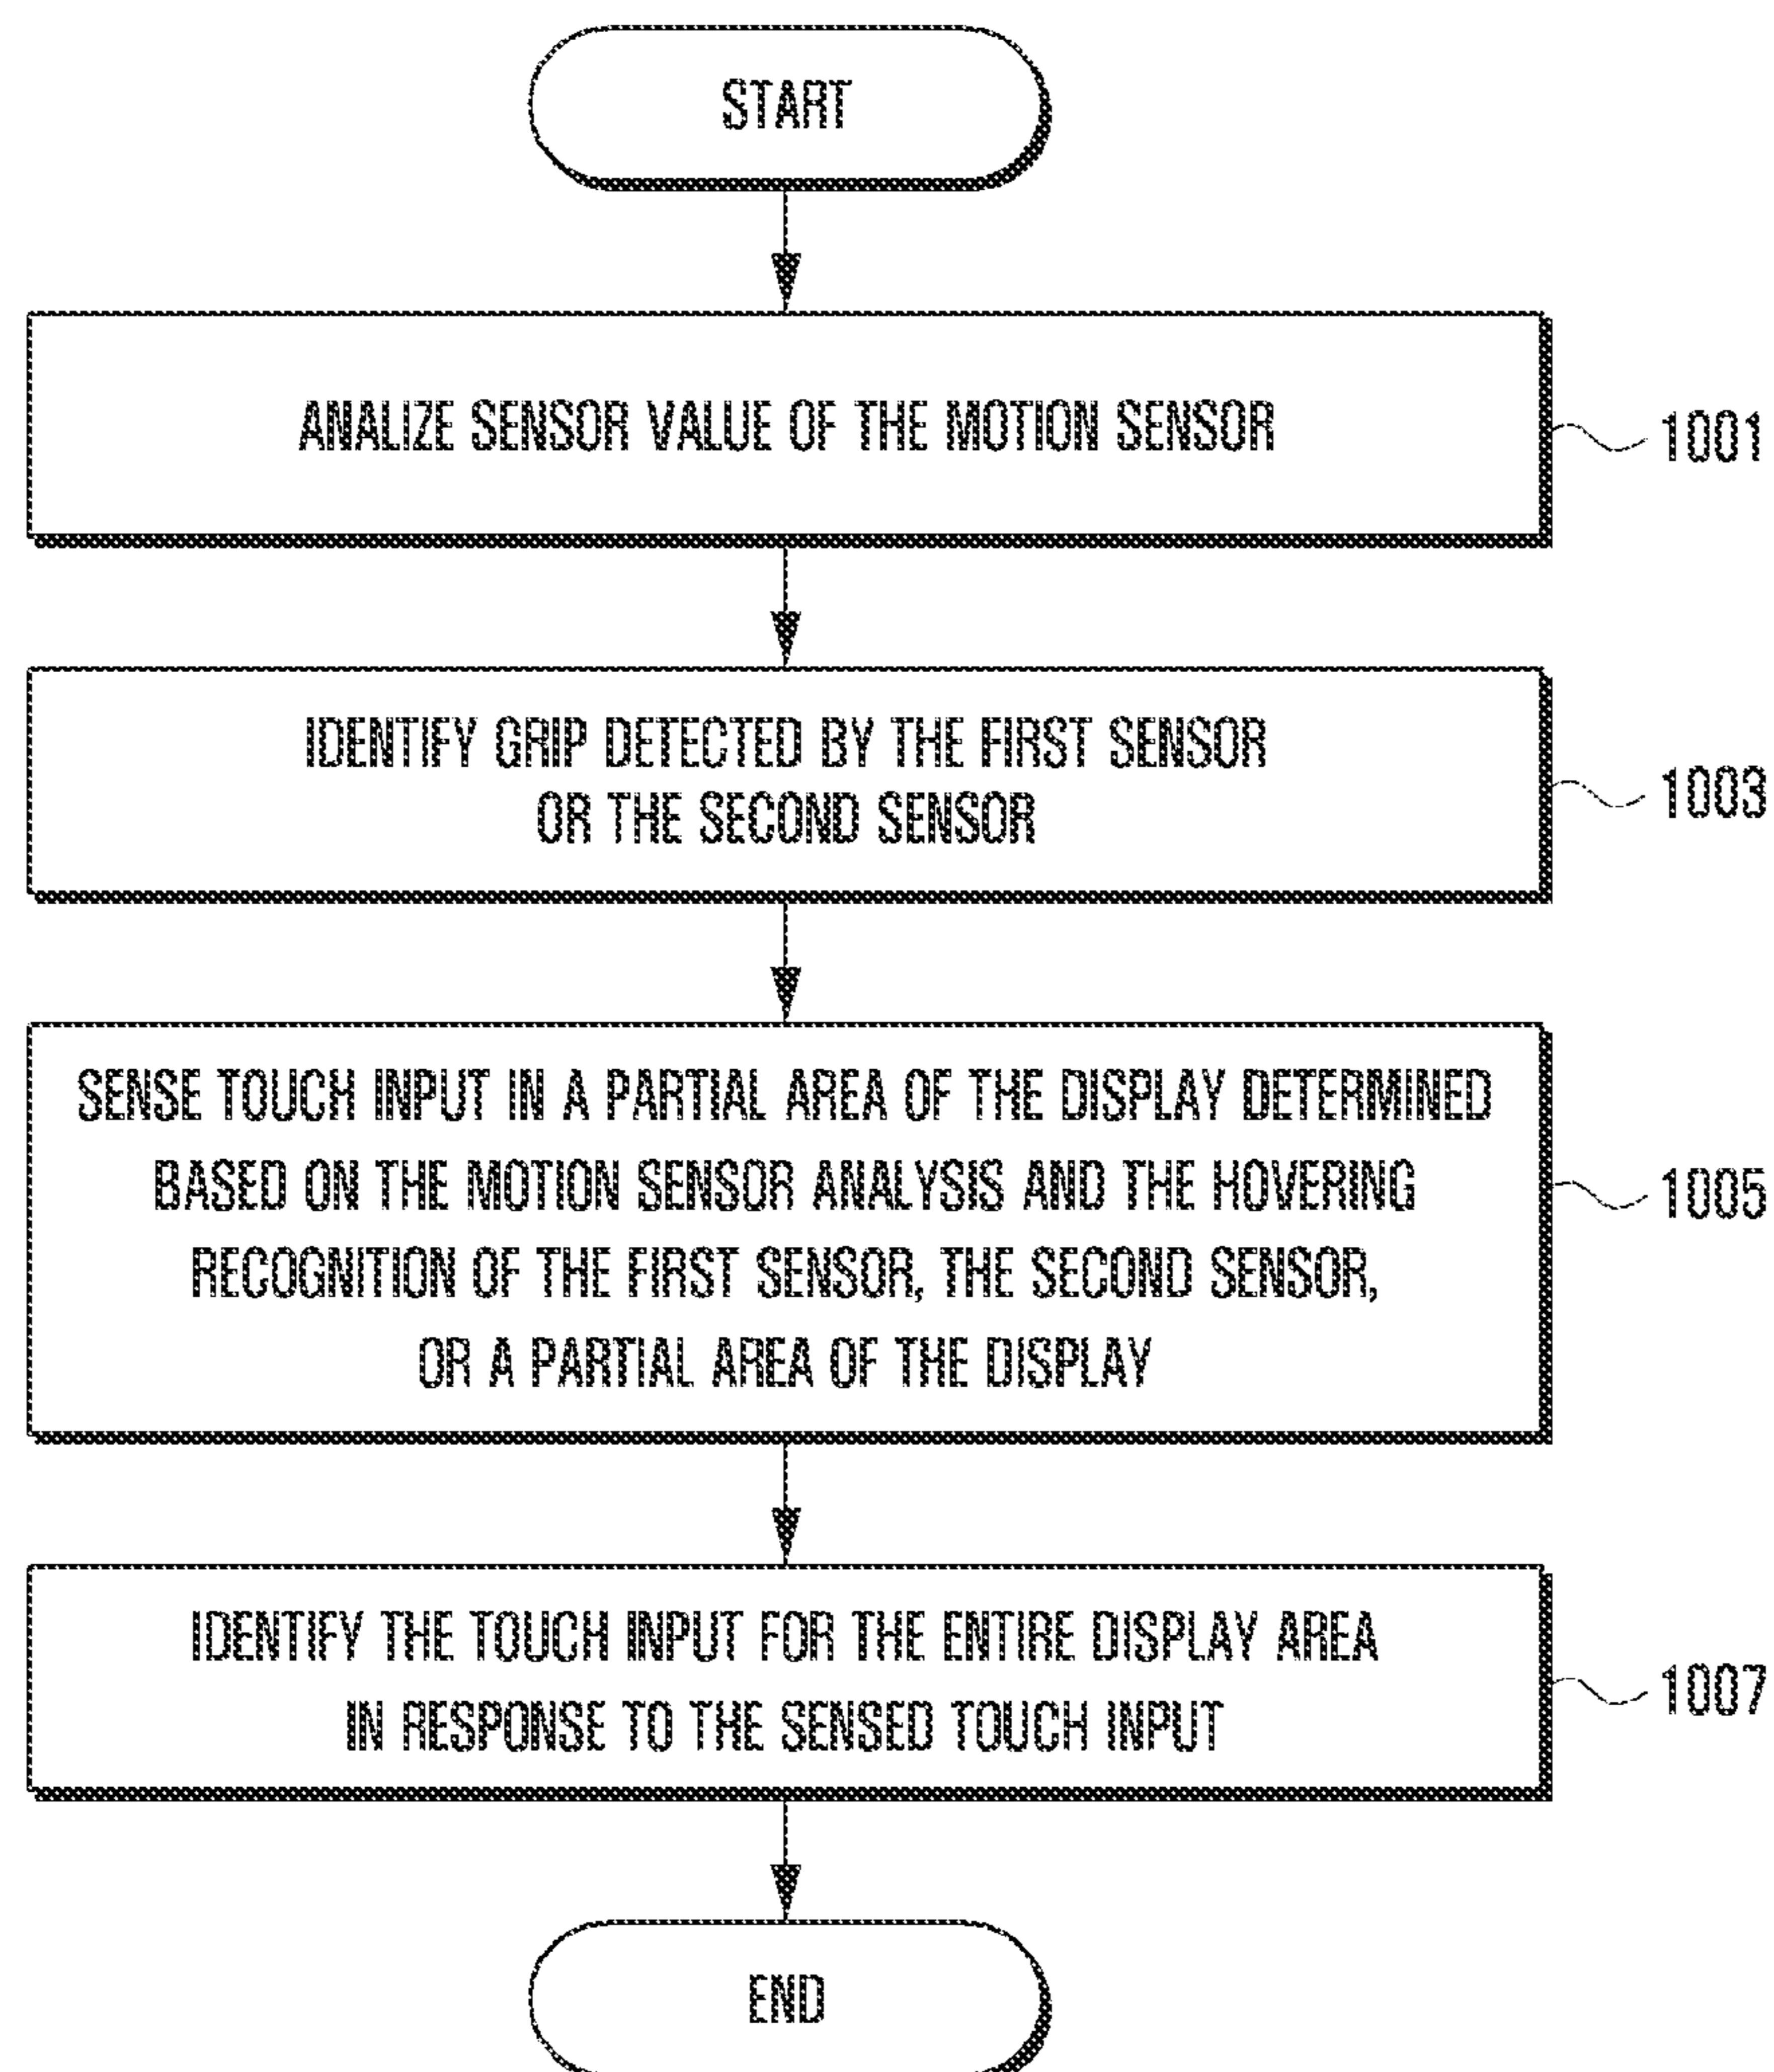 START
ANALIZE SENSOR VALUE OF THE MOTION SENSOR
1001
IDENTIFY GRIP DETECTED BY THE FIRST SENSOR
OR THE SECOND SENSOR
1003
SENSE TOUCH INPUT IN A PARTIAL AREA OF THE DISPLAY DETERMINED
BASED ON THE MOTION SENSOR ANALYSIS AND THE HOVERING
RECOGNITION OF THE FIRST SENSOR, THE SECOND SENSOR,
OR A PARTIAL AREA OF THE DISPLAY
1005
IDENTIFY THE TOUCH INPUT FOR THE ENTIRE DISPLAY AREA
IN RESPONSE TO THE SENSED TOUCH INPUT
1007
END